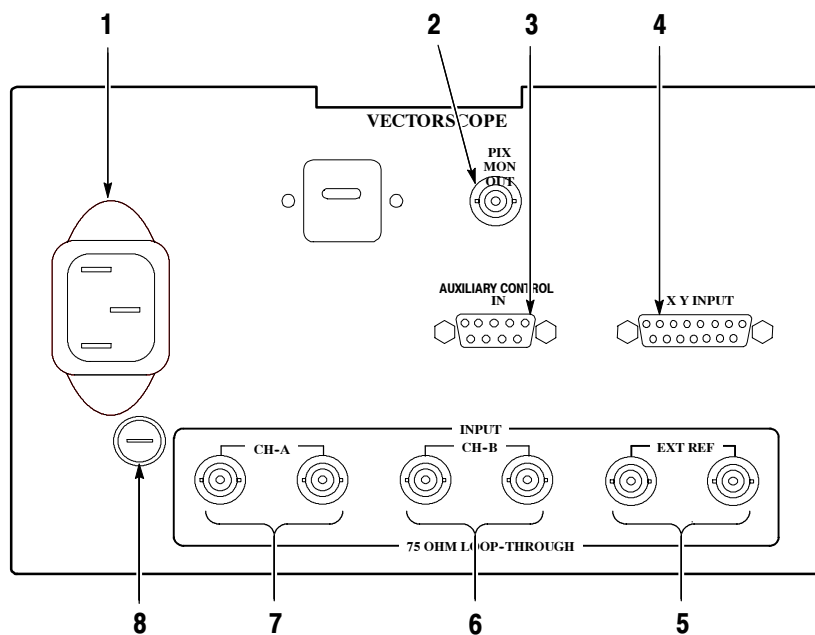 1 2 3 4
VECTORSCOPE
PIX
MON
OUT
AUXILIARY CONTROL
IN
X Y INPUT
INPUT
CH-A
CH-B
EXT REF
75 OHM LOOP-THROUGH
8 7 6 5